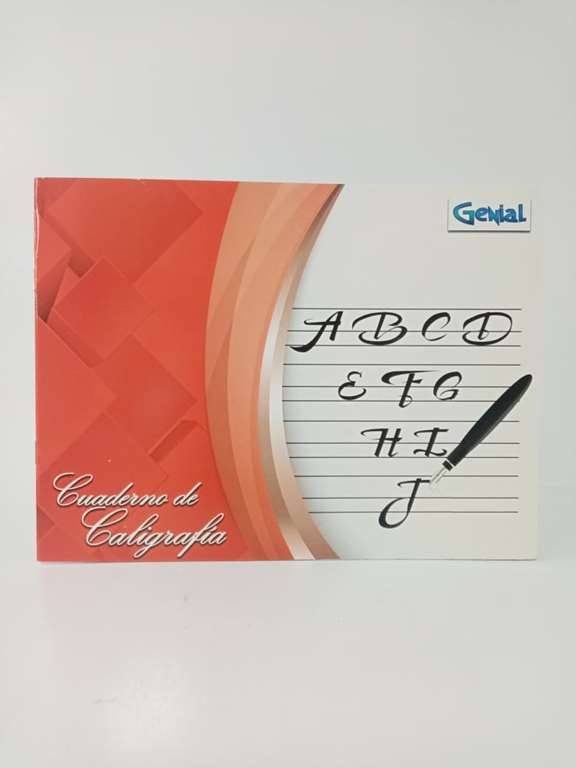 Genial
A B C D
E F G
H I
J
Cuaderno de
Caligrafía